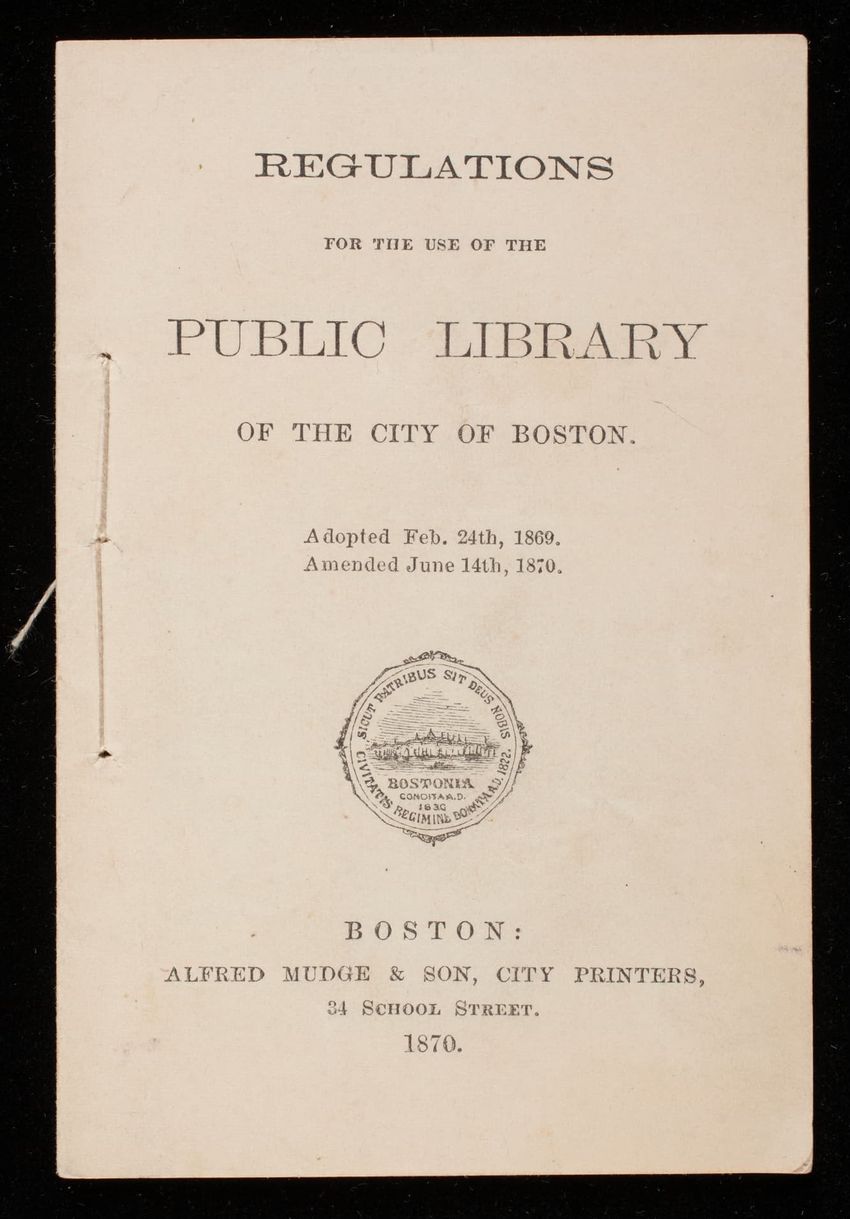 REGULATIONS
FOR THE USE OF THE
PUBLIC LIBRARY
OF THE CITY OF BOSTON.
Adopted Feb. 24th, 1869.
Amended June 14th, 1870.
SICUT PATRIBUS SIT DEUS NOBIS
BOSTONIA
CONDITA A.D.
1630
CIVITATIS REGIMINE DONATA A.D. 1822.
BOSTON:
ALFRED MUDGE & SON, CITY PRINTERS,
34 SCHOOL STREET.
1870.